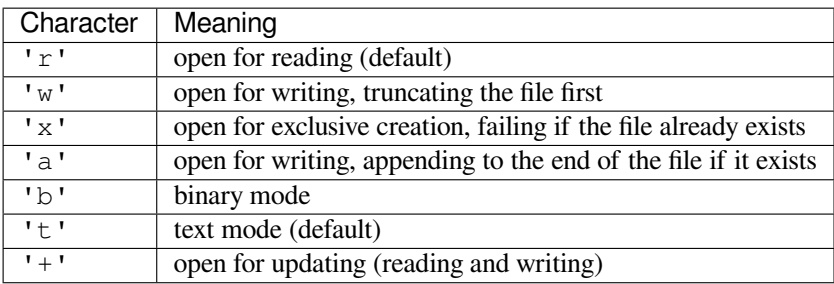 Character Meaning
'r' open for reading (default)
'w' open for writing, truncating the file first
'x' open for exclusive creation, failing if the file already exists
'a' open for writing, appending to the end of the file if it exists
'b' binary mode
't' text mode (default)
'+' open for updating (reading and writing)